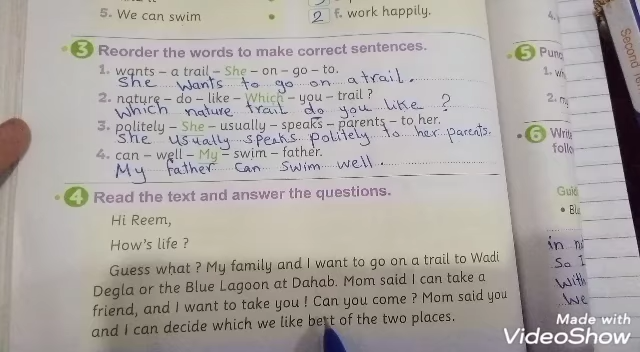 5. We can swim
2 f. work happily.
3 Reorder the words to make correct sentences.
1. wants – a trail – She – on – go – to.
She wants to go on a trail.
2. nature – do – like – Which – you – trail ?
Which nature trail do you like ?
3. politely – She – usually – speaks – parents – to her.
She usually speaks politely to her parents.
4. can – well – My – swim – father.
My father can swim well.
4 Read the text and answer the questions.
Hi Reem,
How's life ?
Guess what ? My family and I want to go on a trail to Wadi
Degla or the Blue Lagoon at Dahab. Mom said I can take a
friend, and I want to take you ! Can you come ? Mom said you
and I can decide which we like best of the two places.
4.
5 Punc
1. wh
2. my
6 Write
follo
Guid
• Blu
in
So I
With
We
Second
Made with
VideoShow